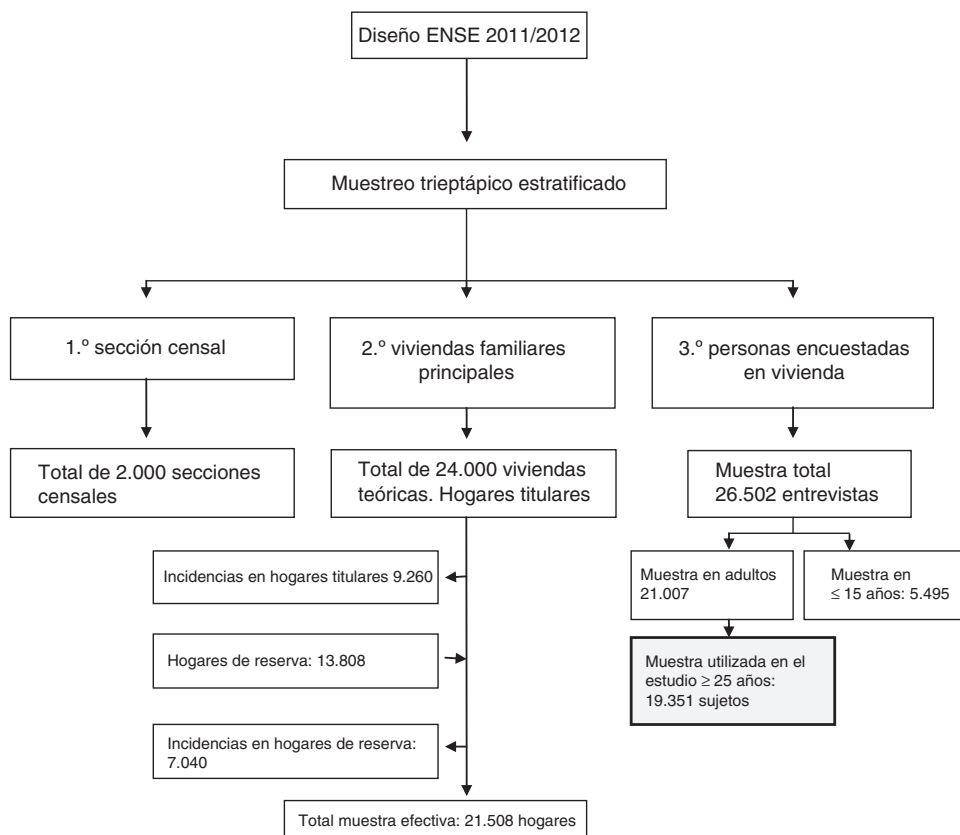 Diseño ENSE 2011/2012
Muestreo trieptápico estratificado
1.º sección censal
2.º viviendas familiares
principales
3.º personas encuestadas
en vivienda
Total de 2.000 secciones
censales
Total de 24.000 viviendas
teóricas. Hogares titulares
Muestra total
26.502 entrevistas
Incidencias en hogares titulares 9.260
Muestra en adultos
21.007
Muestra en
≤ 15 años: 5.495
Hogares de reserva: 13.808
Muestra utilizada en el
estudio ≥ 25 años:
19.351 sujetos
Incidencias en hogares de reserva:
7.040
Total muestra efectiva: 21.508 hogares